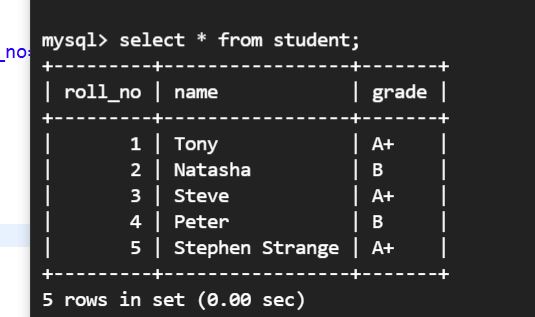 _no=
mysql> select * from student;
+---------+-----------------+-------+
| roll_no | name            | grade |
+---------+-----------------+-------+
|       1 | Tony            | A+    |
|       2 | Natasha         | B     |
|       3 | Steve           | A+    |
|       4 | Peter           | B     |
|       5 | Stephen Strange | A+    |
+---------+-----------------+-------+
5 rows in set (0.00 sec)